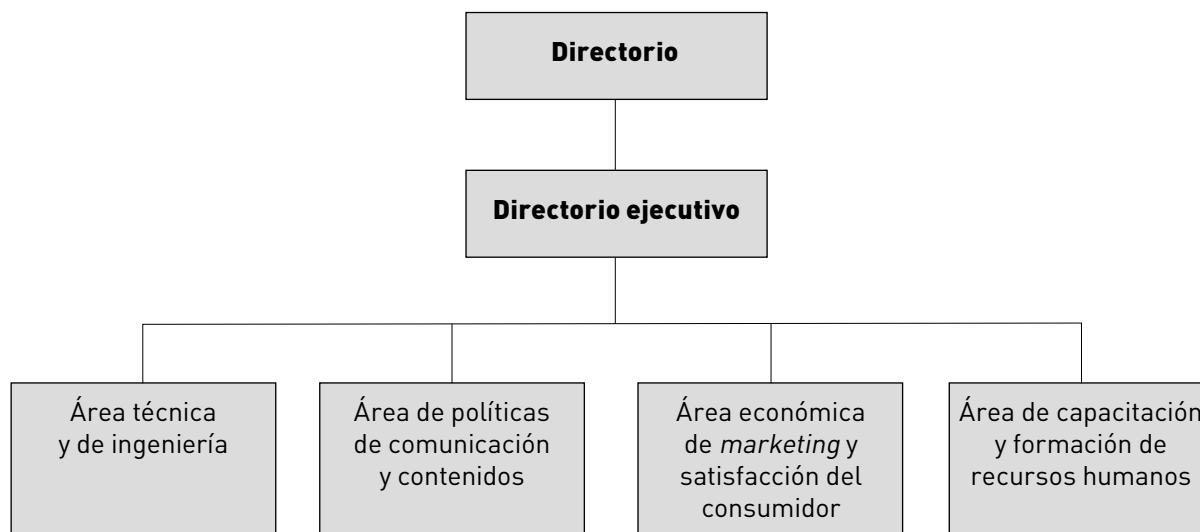 Directorio
Directorio ejecutivo
Área técnica
y de ingeniería
Área de políticas
de comunicación
y contenidos
Área económica
de marketing y
satisfacción del
consumidor
Área de capacitación
y formación de
recursos humanos